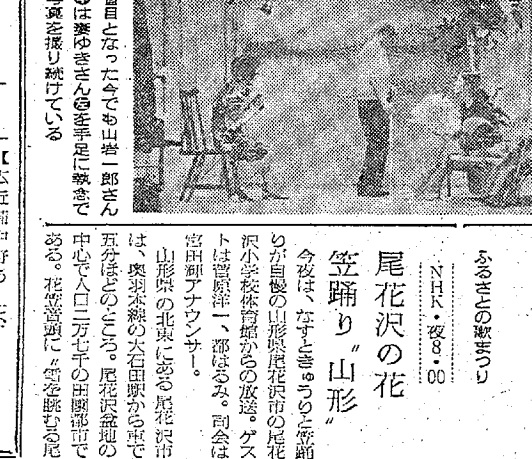 目となった今でも山岩一郎さん
は妻ゆきさん㊧を手足に執念で
写真を撮り続けている
ふるさとの歌まつり
NHK・夜8・00
尾花沢の花
笠踊り〝山形〟
今夜は、なすときゅうりと笠踊
りが自慢の山形県尾花沢市の尾花
沢小学校体育館からの放送。ゲス
トは菅原洋一、都はるみ。司会は
宮田輝アナウンサー。
山形県の北東にある尾花沢市
は、奥羽本線の大石田駅から車で
五分ほどのところ。尾花沢盆地の
中心で人口二万七千の田園都市で
ある。花笠音頭に〝雪を眺むる尾